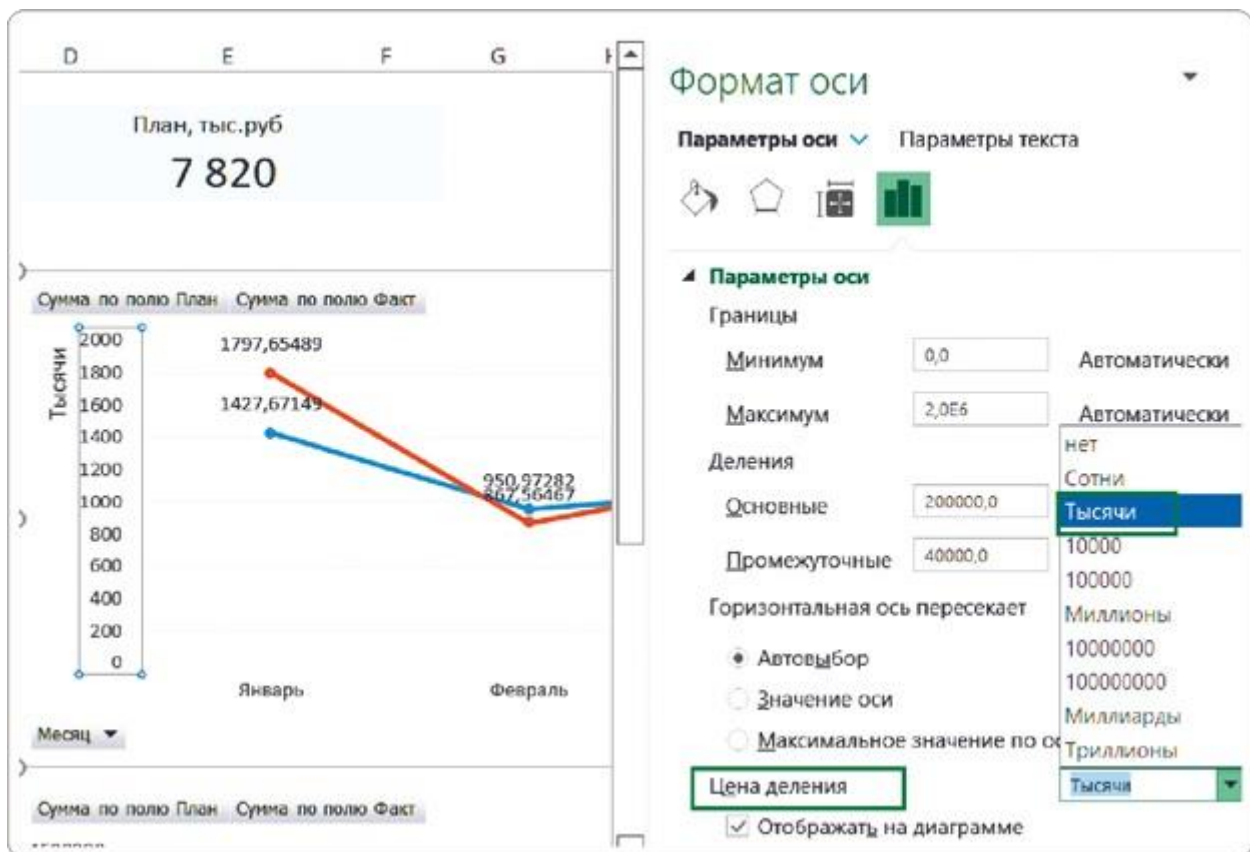 D E F G
План, тыс.руб
7 820
Сумма по полю План Сумма по полю Факт
Тысячи
2000
1800
1600
1400
1200
1000
800
600
400
200
0
1797,65489
1427,67149
950,97282
867,56467
Январь Февраль
Месяц
Сумма по полю План Сумма по полю Факт
Формат оси
Параметры оси Параметры текста
Параметры оси
Границы
Минимум 0,0 Автоматически
Максимум 2,0E6 Автоматически
Деления
Основные 200000,0
Промежуточные 40000,0
Горизонтальная ось пересекает
Автовыбор
Значение оси
Максимальное значение по ос
нет
Сотни
Тысячи
10000
100000
Миллионы
10000000
100000000
Миллиарды
Триллионы
Цена деления Тысячи
Отображать на диаграмме